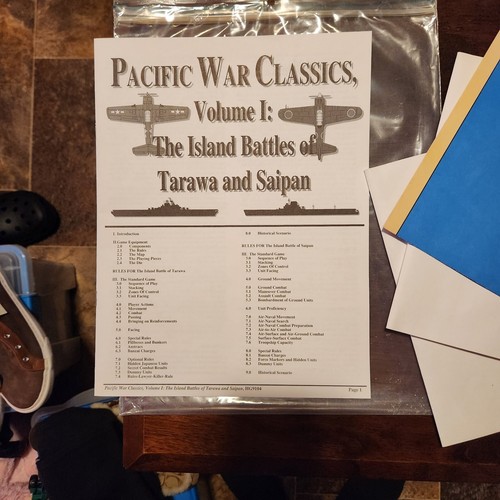 PACIFIC WAR CLASSICS,
Volume I:
The Island Battles of
Tarawa and Saipan
I. Introduction
II Game Equipment
2.0 Components
2.1 The Rules
2.2 The Map
2.3 The Playing Pieces
2.4 The Die
RULES FOR The Island Battle of Tarawa
III The Standard Game
3.0 Sequence of Play
3.1 Stacking
3.2 Zones Of Control
3.3 Unit Facing
4.0 Player Actions
4.1 Movement
4.2 Combat
4.3 Passing
4.4 Bringing on Reinforcements
5.0 Facing
6.0 Special Rules
6.1 Pillboxes and Bunkers
6.2 Amtracs
6.3 Banzai Charges
7.0 Optional Rules
7.1 Hidden Japanese Units
7.2 Secret Combat Results
7.3 Dummy Units
7.4 Rules-Lawyer-Killer-Rule
8.0 Historical Scenario
RULES FOR The Island Battle of Saipan
III. The Standard Game
3.0 Sequence of Play
3.1 Stacking
3.2 Zones Of Control
3.3 Unit Facing
4.0 Ground Movement
5.0 Ground Combat
5.1 Maneuver Combat
5.2 Assault Combat
5.3 Bombardment of Ground Units
6.0 Unit Proficiency
7.0 Air-Naval Movement
7.1 Air-Naval Search
7.2 Air-Naval Combat Preparation
7.3 Air-to-Air Combat
7.4 Air-Surface and Air-Ground Combat
7.5 Surface-Surface Combat
7.6 Troopship Capacity
8.0 Special Rules
8.1 Banzai Charges
8.2 Force Markers and Hidden Units
8.3 Dummy Units
9.0 Historical Scenario
Pacific War Classics, Volume I: The Island Battles of Tarawa and Saipan, Page 1